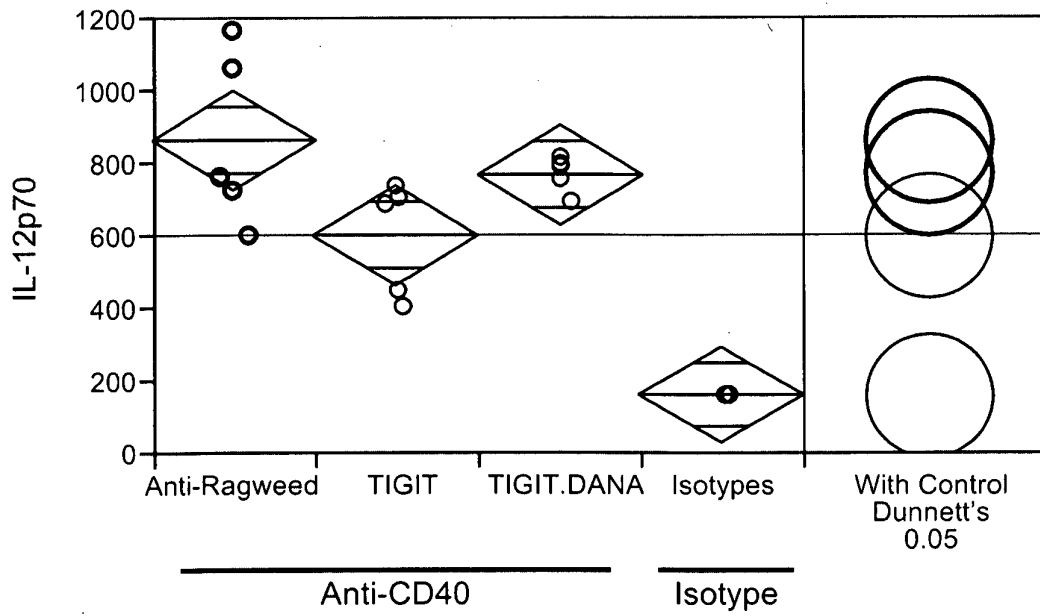 1200
1000
800
600
400
200
0
IL-12p70
Anti-Ragweed TIGIT TIGIT.DANA Isotypes With Control
Dunnett's
0.05
Anti-CD40 Isotype